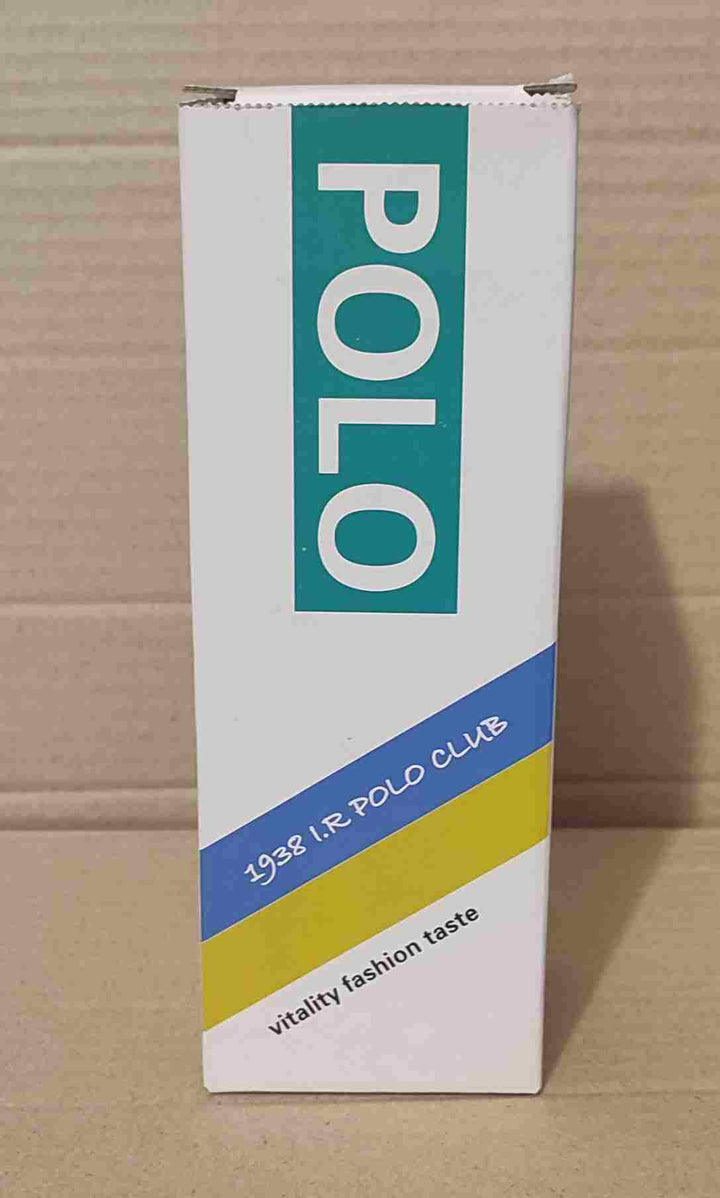 POLO
1938 I.R POLO CLUB
vitality fashion taste